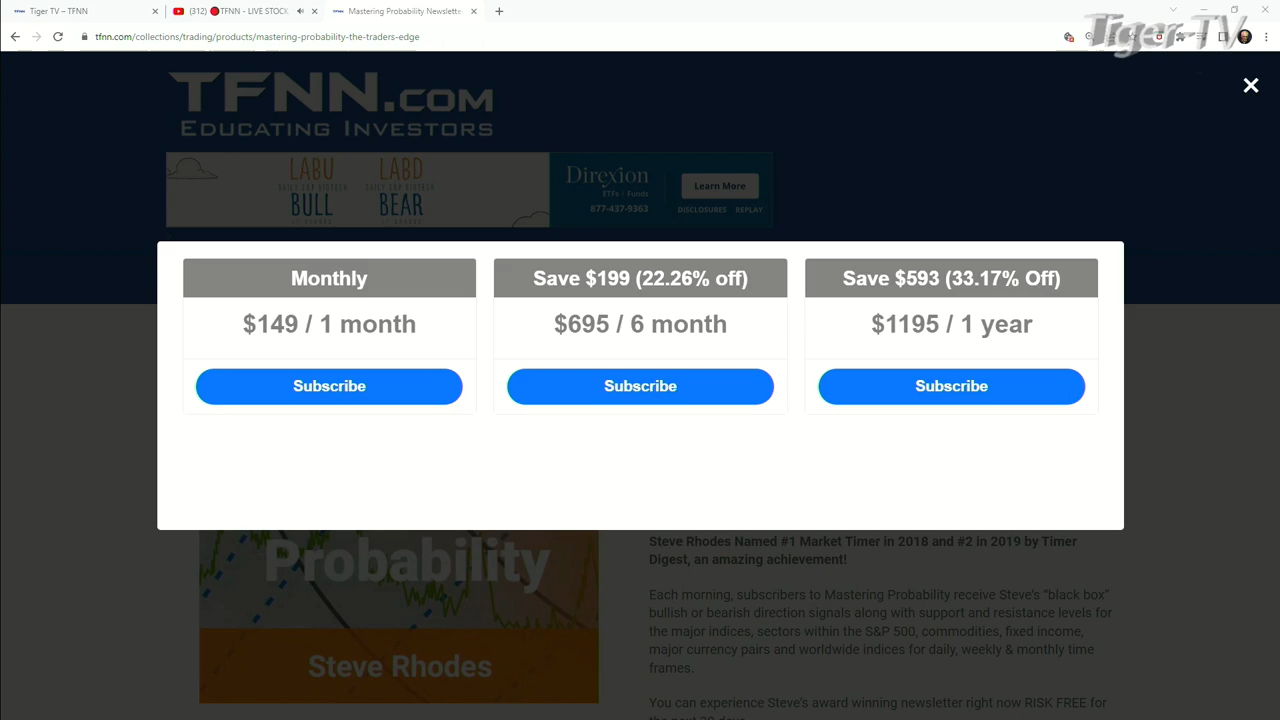 Tiger TV – TFNN
(312) 🔴TFNN - LIVE STOCK
Mastering Probability Newslette
Tiger-TV
tfnn.com/collections/trading/products/mastering-probability-the-traders-edge
TFNN.COM
EDUCATING INVESTORS
LABU LABD
BULL BEAR
Direxion
ETFs · Funds
877-437-9363
Learn More
DISCLOSURES REPLAY
Monthly
$149 / 1 month
Subscribe
Save $199 (22.26% off)
$695 / 6 month
Subscribe
Save $593 (33.17% Off)
$1195 / 1 year
Subscribe
Probability
Steve Rhodes
Steve Rhodes Named #1 Market Timer in 2018 and #2 in 2019 by Timer
Digest, an amazing achievement!
Each morning, subscribers to Mastering Probability receive Steve's "black box"
bullish or bearish direction signals along with support and resistance levels for
the major indices, sectors within the S&P 500, commodities, fixed income,
major currency pairs and worldwide indices for daily, weekly & monthly time
frames.
You can experience Steve's award winning newsletter right now RISK FREE for